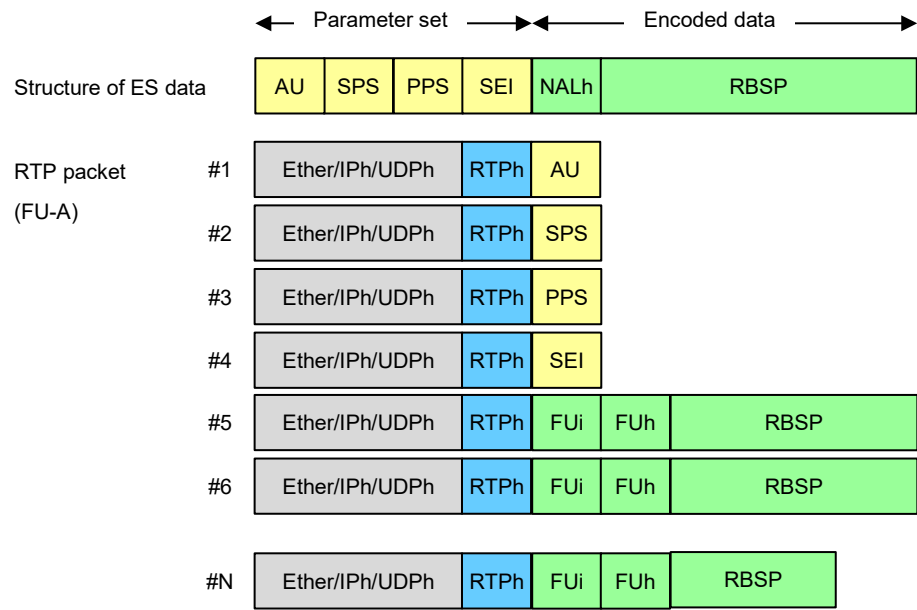 Parameter set Encoded data
Structure of ES data AU SPS PPS SEI NALh RBSP
RTP packet #1 Ether/IPh/UDPh RTPh AU
(FU-A)
#2 Ether/IPh/UDPh RTPh SPS
#3 Ether/IPh/UDPh RTPh PPS
#4 Ether/IPh/UDPh RTPh SEI
#5 Ether/IPh/UDPh RTPh FUi FUh RBSP
#6 Ether/IPh/UDPh RTPh FUi FUh RBSP
#N Ether/IPh/UDPh RTPh FUi FUh RBSP